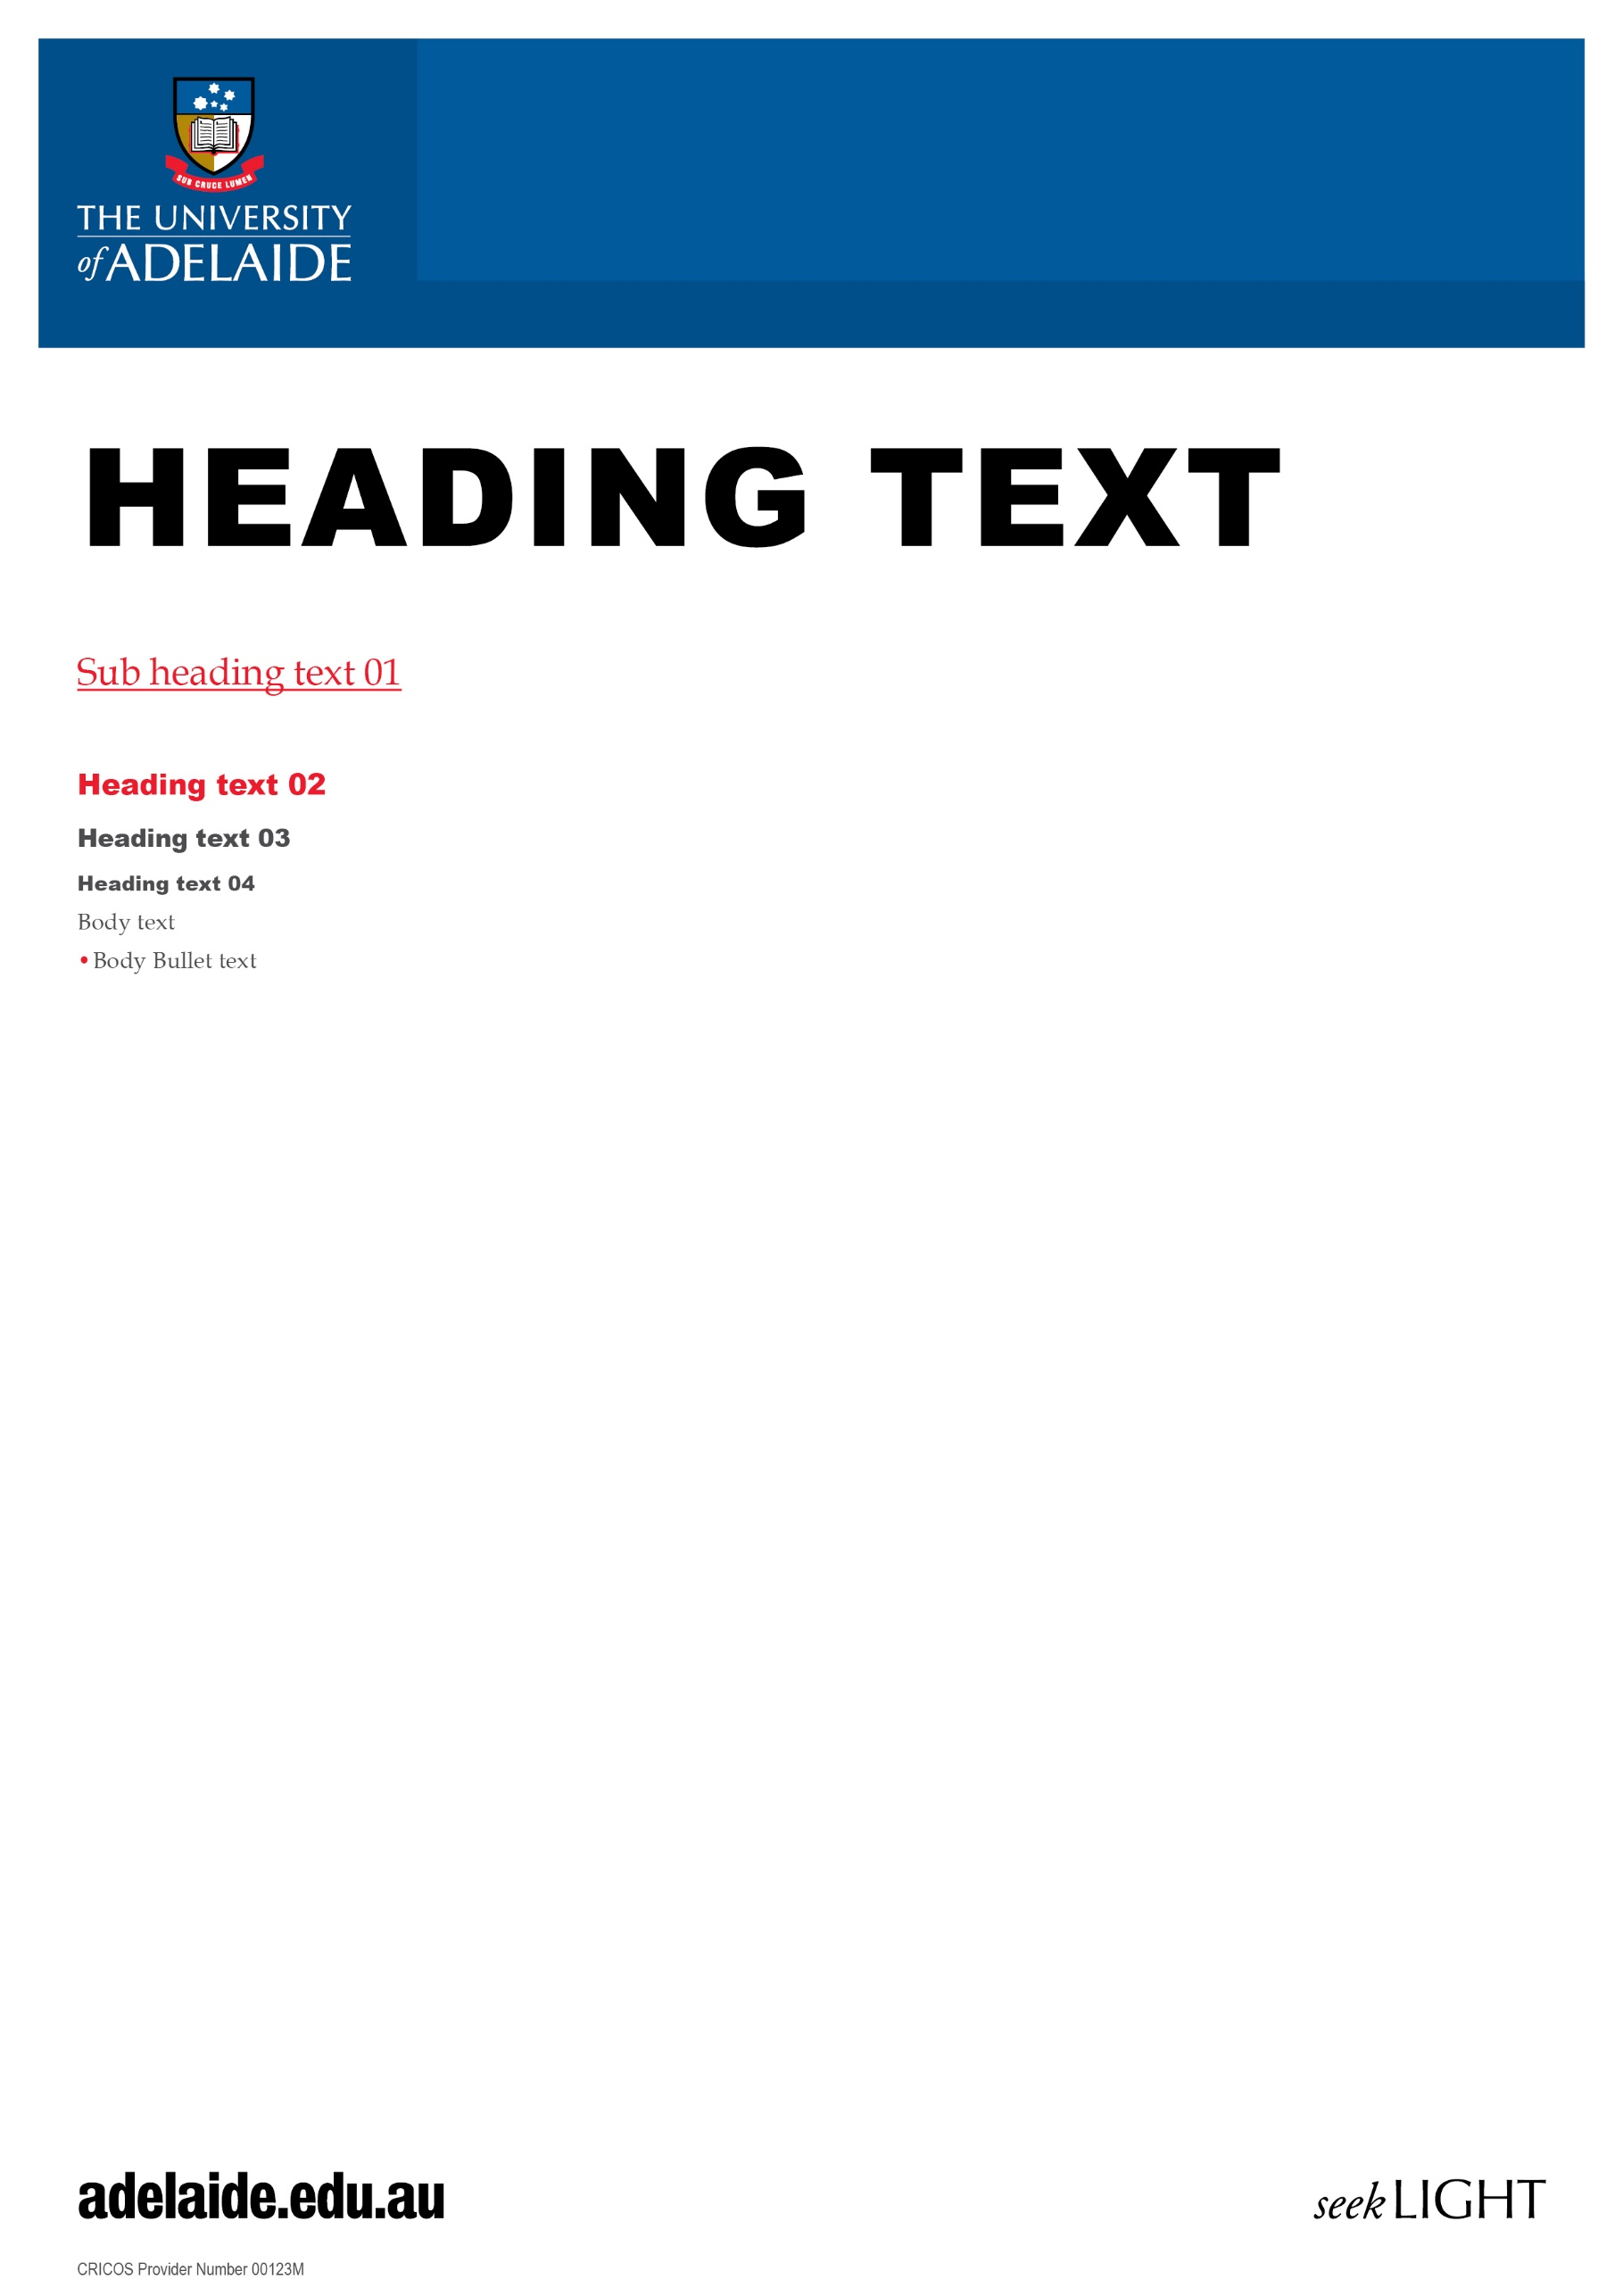 SUB CRUCE LUMEN
THE UNIVERSITY
of ADELAIDE
HEADING TEXT
Sub heading text 01
Heading text 02
Heading text 03
Heading text 04
Body text
• Body Bullet text
adelaide.edu.au
seek LIGHT
CRICOS Provider Number 00123M